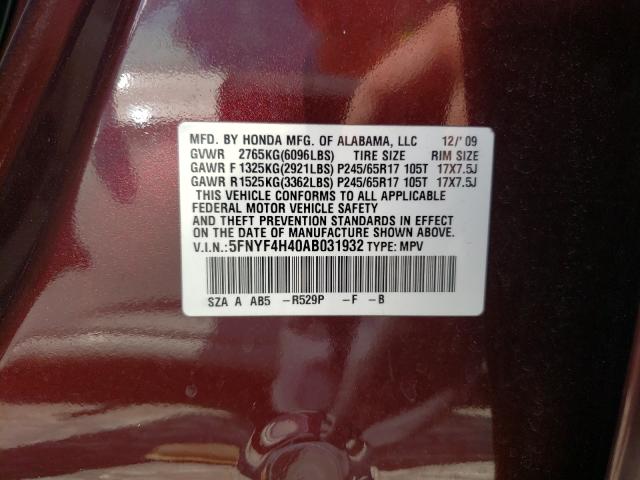 MFD. BY HONDA MFG. OF ALABAMA, LLC 12/'09
GVWR 2765KG(6096LBS) TIRE SIZE RIM SIZE
GAWR F 1325KG(2921LBS) P245/65R17 105T 17X7.5J
GAWR R 1525KG(3362LBS) P245/65R17 105T 17X7.5J
THIS VEHICLE CONFORMS TO ALL APPLICABLE
FEDERAL MOTOR VEHICLE SAFETY
AND THEFT PREVENTION STANDARDS IN EFFECT
ON THE DATE OF MANUFACTURE SHOWN ABOVE.
V.I.N.: 5FNYF4H40AB031932 TYPE: MPV
SZA A AB5 -R529P -F -B